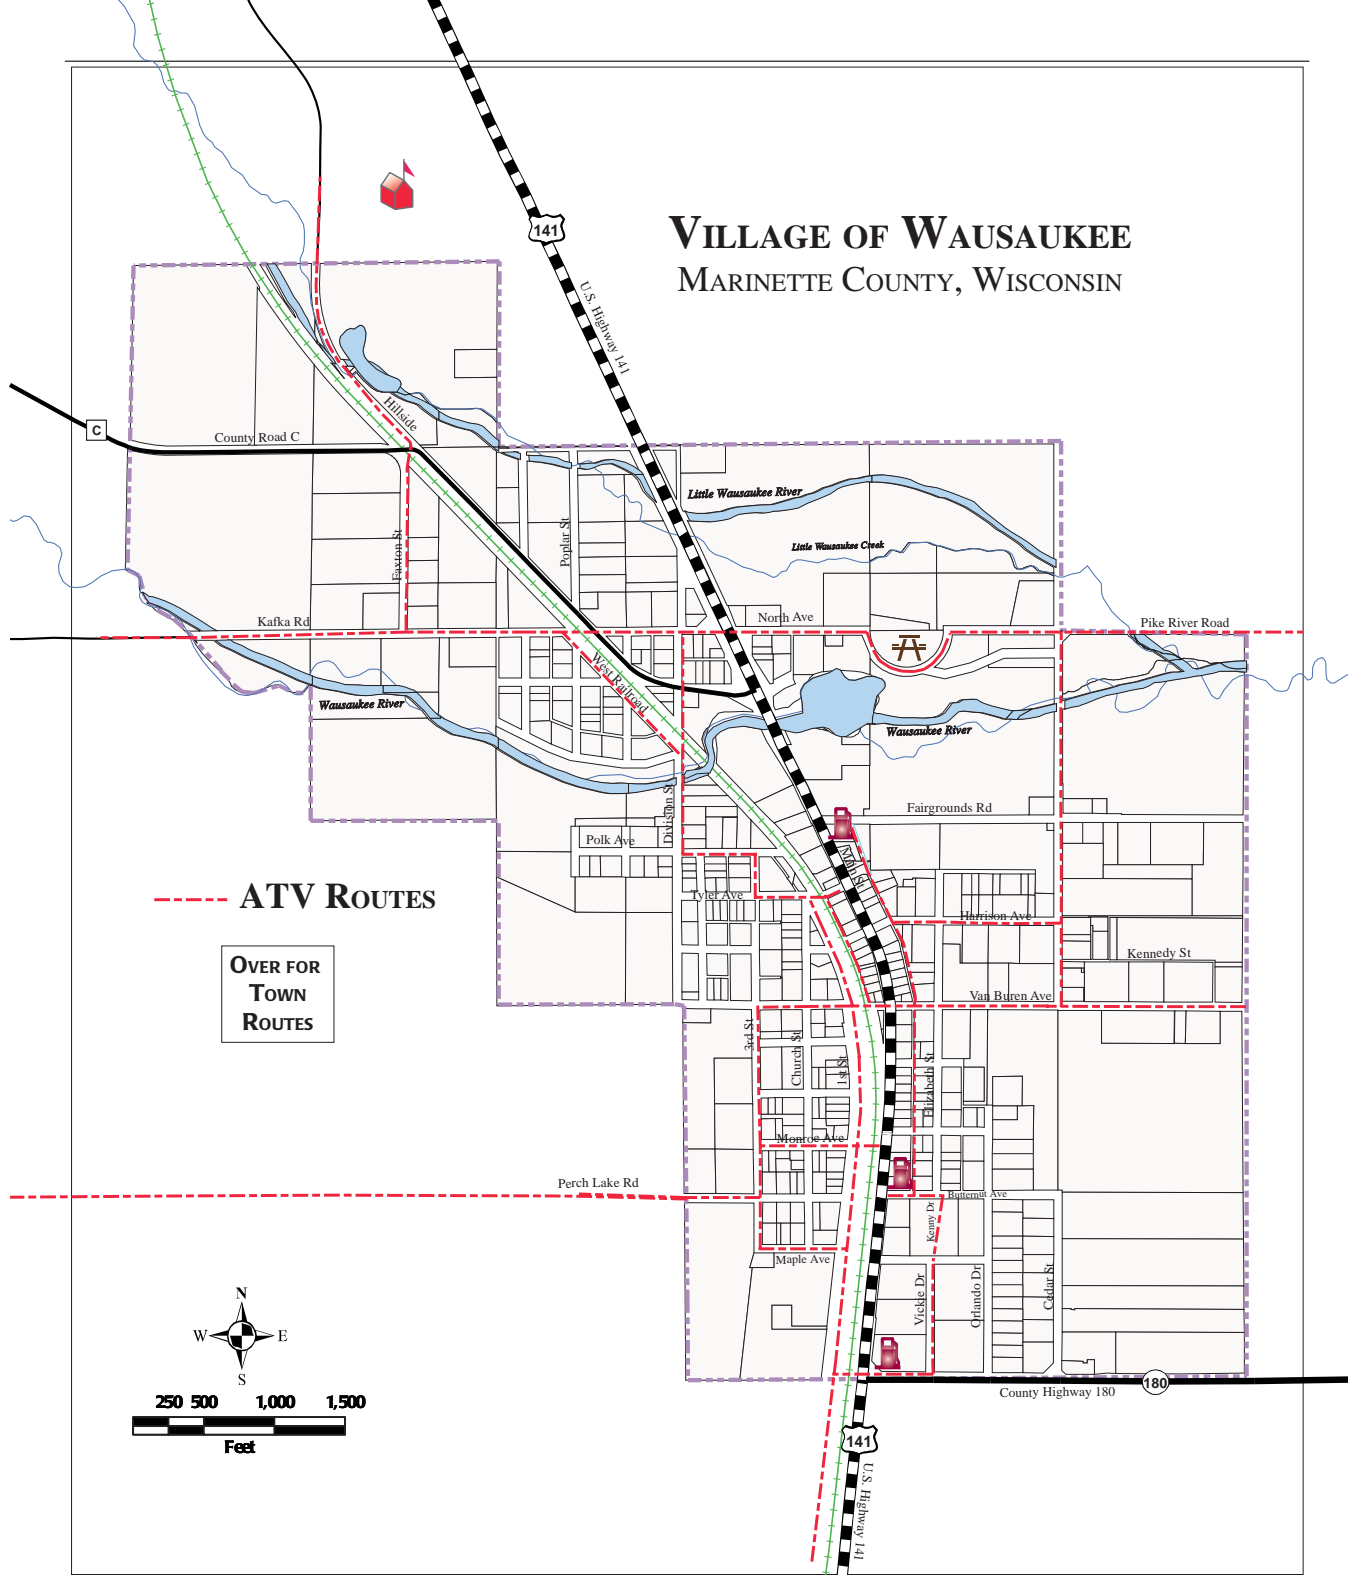 141
VILLAGE OF WAUSAUKEE
MARINETTE COUNTY, WISCONSIN
U.S. Highway 141
Hillside
C
County Road C
Little Wausaukee River
Faxton St
Poplar St
Little Wausaukee Creek
Kafka Rd
North Ave
Pike River Road
West Railroad
Wausaukee River
Wausaukee River
Division St
Fairgrounds Rd
Polk Ave
Main St
ATV ROUTES
Tyler Ave
Harrison Ave
OVER FOR
TOWN
ROUTES
Kennedy St
Van Buren Ave
3rd St
Church St
1st St
Elizabeth St
Monroe Ave
Perch Lake Rd
Butternut Ave
Kenny Dr
Maple Ave
Vickie Dr
Orlando Dr
Cedar St
N
W
E
S
180
County Highway 180
250 500 1,000 1,500
Feet
141
U.S. Highway 141